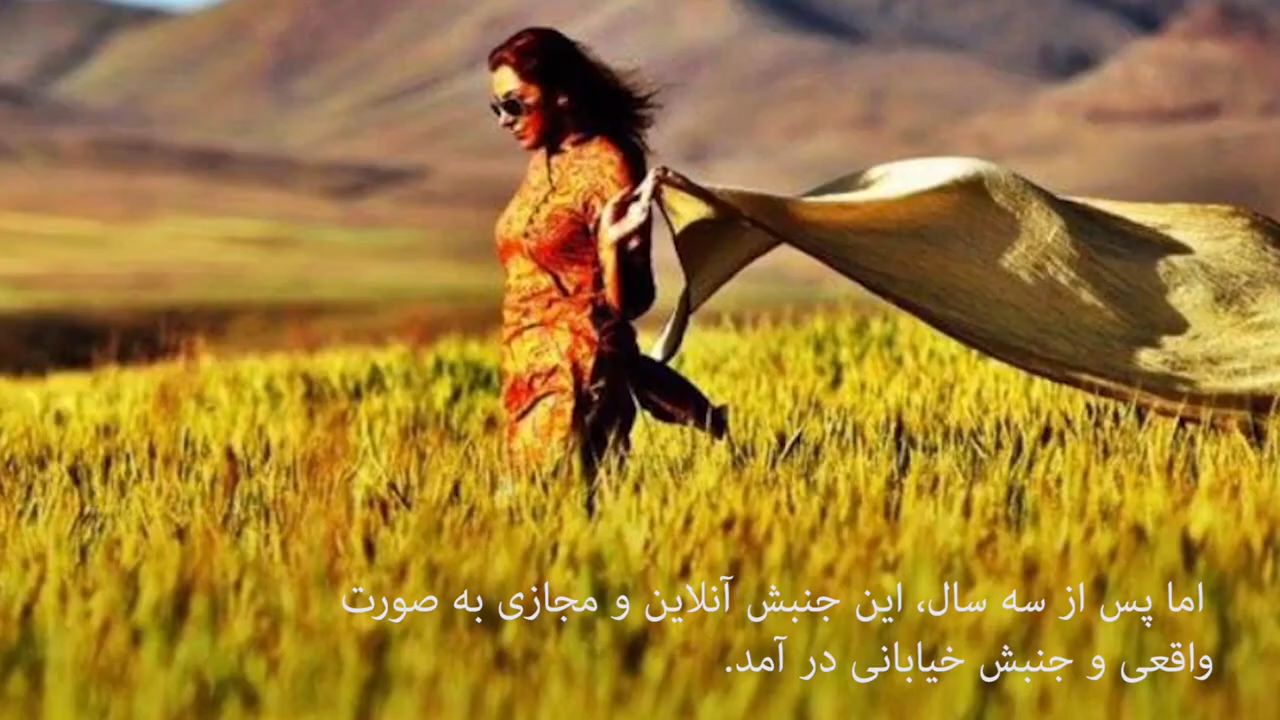 اما پس از سه سال، این جنبش آنلاین و مجازی به صورت
واقعی و جنبش خیابانی در آمد.